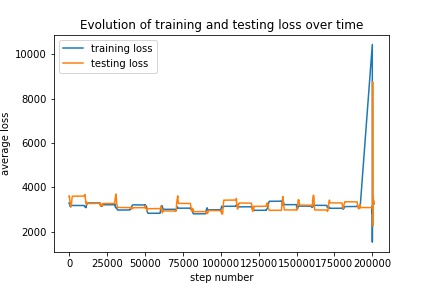 Evolution of training and testing loss over time
training loss
testing loss
average loss
10000
8000
6000
4000
2000
0 25000 50000 75000 100000 125000 150000 175000 200000
step number